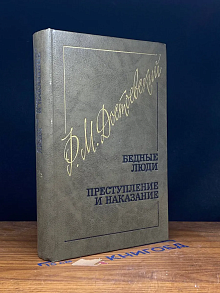 Ф.М. Достоевский
БЕДНЫЕ
ЛЮДИ
ПРЕСТУПЛЕНИЕ
И НАКАЗАНИЕ